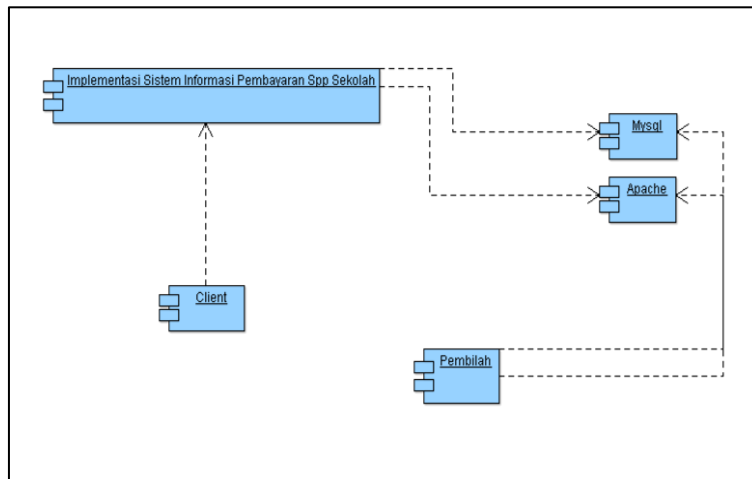 Implementasi Sistem Informasi Pembayaran Spp Sekolah
Mysql
Apache
Client
Pembilah